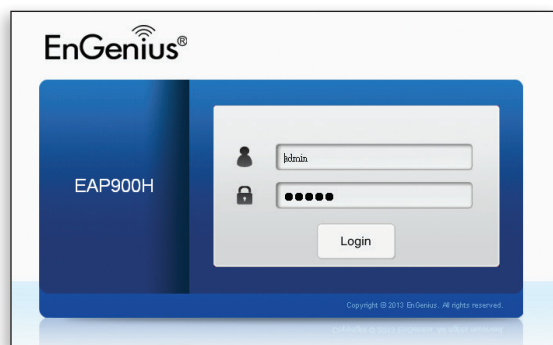 EnGenius®
EAP900H
admin
●●●●●
Login
Copyright © 2013 EnGenius. All rights reserved.